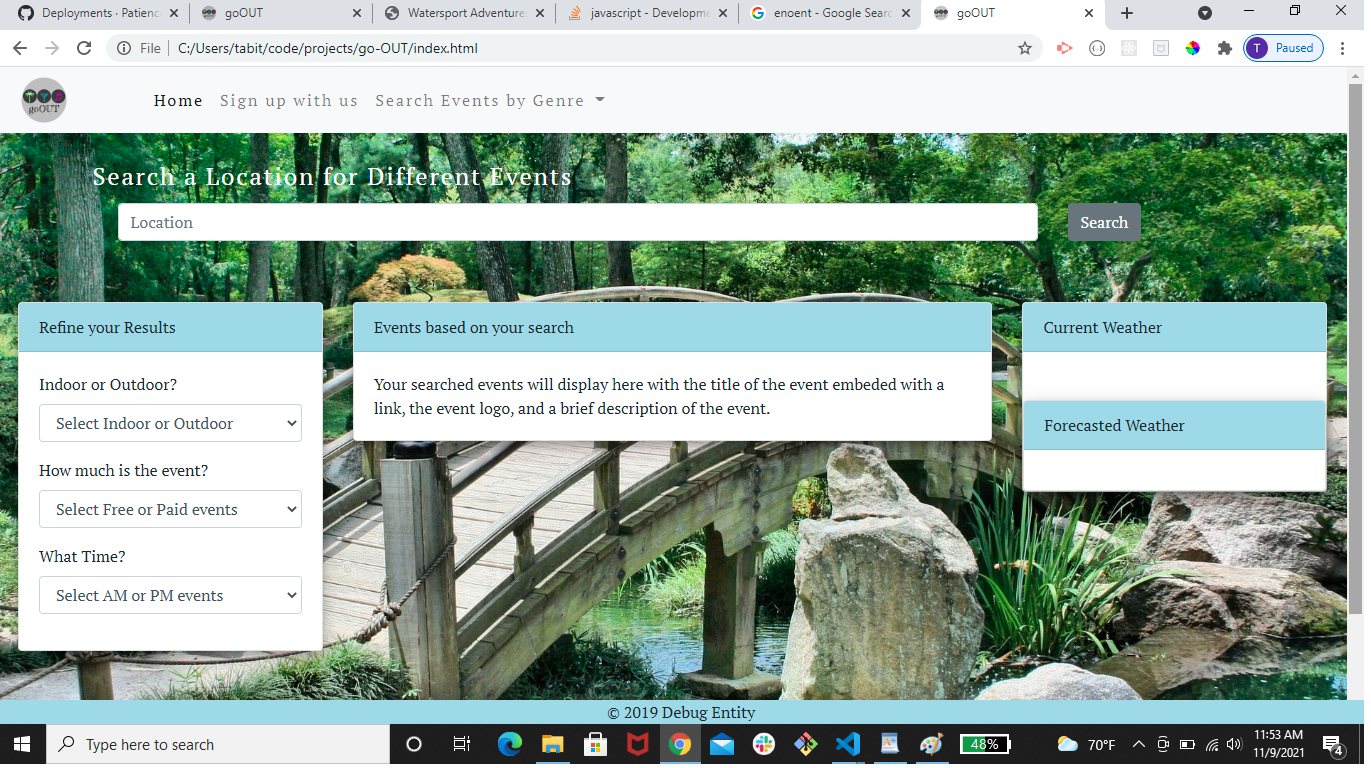 Deployments · Patienc
goOUT
Watersport Adventure
javascript - Developme
enoent - Google Searc
goOUT
File
C:/Users/tabit/code/projects/go-OUT/index.html
T
Paused
goOUT
Home
Sign up with us
Search Events by Genre
Search a Location for Different Events
Location
Search
Refine your Results
Indoor or Outdoor?
Select Indoor or Outdoor
How much is the event?
Select Free or Paid events
What Time?
Select AM or PM events
Events based on your search
Your searched events will display here with the title of the event embeded with a
link, the event logo, and a brief description of the event.
Current Weather
Forecasted Weather
© 2019 Debug Entity
Type here to search
48%
70°F
11:53 AM
11/9/2021
4